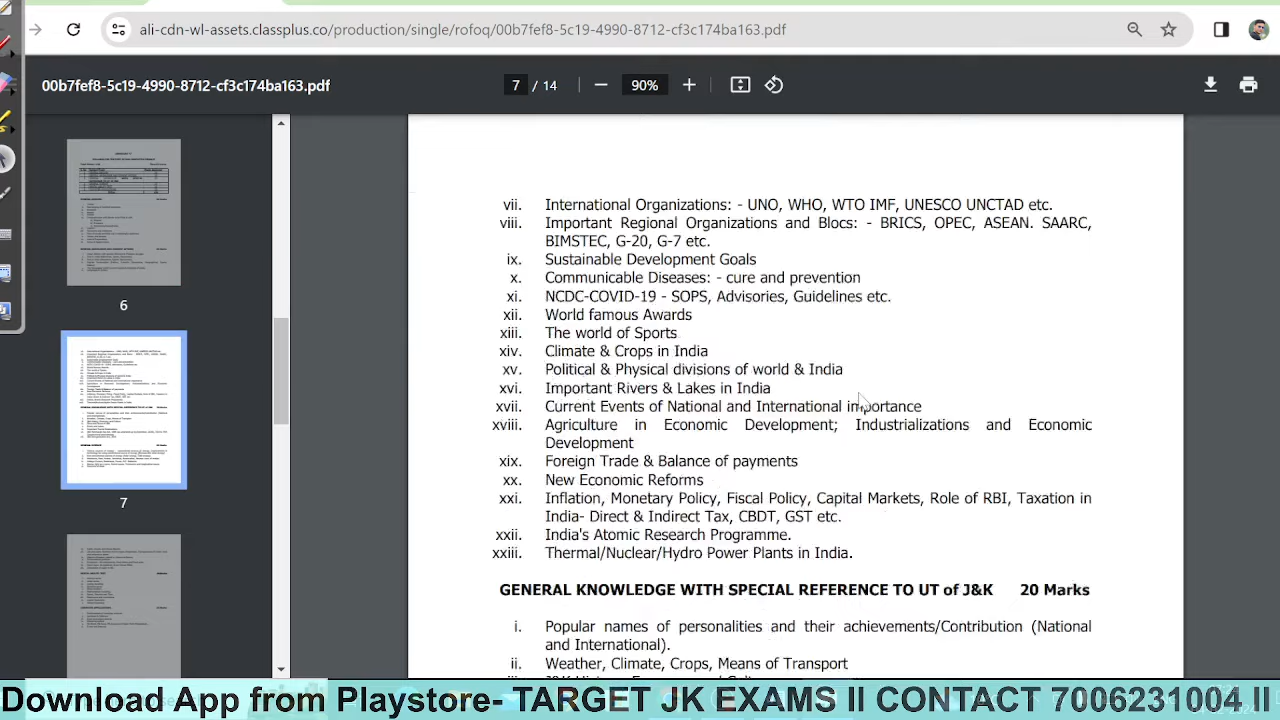 ali-cdn-wl-assets.classplus.co/production/single/rofoq/00b7fef8-5c19-4990-8712-cf3c174ba163.pdf
00b7fef8-5c19-4990-8712-cf3c174ba163.pdf
7 / 14
90%
6
7
vii. International Organizations: - UNO, WHO, WTO IMF, UNESCO UNCTAD etc.
Important Regional Organizations and Blocs: - BRICS, OPEC, ASEAN. SAARC,
BIMSTEC, G-20, G-7 etc.
ix. Sustainable Development Goals
x. Communicable Diseases: - cure and prevention
xi. NCDC-COVID-19 - SOPS, Advisories, Guidelines etc.
xii. World famous Awards
xiii. The world of Sports
xiv. Climate & Crops in India
physical divisions of world & India
Important Rivers & Lakes in India
Current Events of National and International importance
Agriculture in Economic Development, Industrializations and Economic
Development
xix. Foreign Trade & Balance of payments
xx. New Economic Reforms
xxi. Inflation, Monetary Policy, Fiscal Policy, Capital Markets, Role of RBI, Taxation in
India- Direct & Indirect Tax, CBDT, GST etc.
xxii. India's Atomic Research Programme.
Thermal/Nuclear/Hydro Power Plants in India.
KNOWLEDGE WITH SPECIAL REFERENCE TO UT of J&K 20 Marks
i. Popular names of personalities and their achievements/Contribution (National
and International).
ii. Weather, Climate, Crops, Means of Transport
Download App from Playstore- TARGET JK EXAMS II CONTACT 7006231004 II